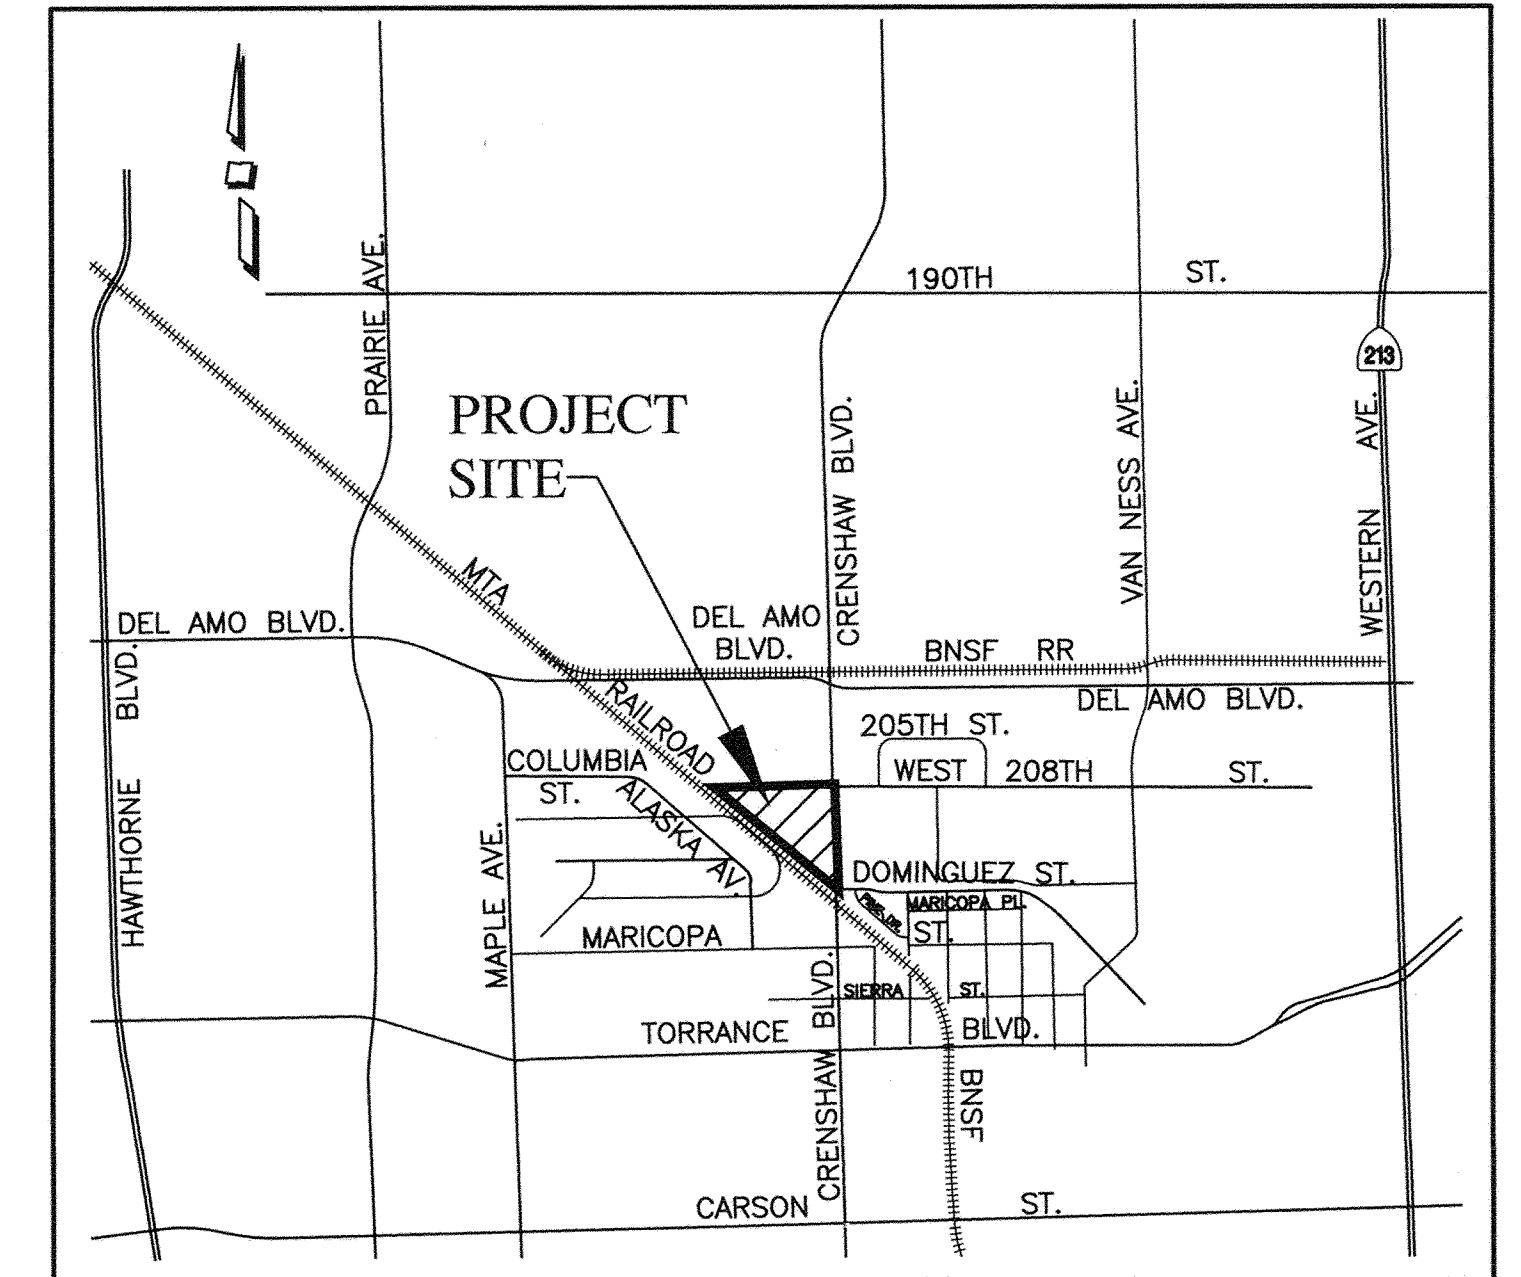 190TH ST.
PRAIRIE AVE.
213
PROJECT
SITE
CRENSHAW BLVD.
VAN NESS AVE.
WESTERN AVE.
MTA RAILROAD
DEL AMO BLVD.
DEL AMO
BLVD.
BNSF RR
DEL AMO BLVD.
HAWTHORNE BLVD.
205TH ST.
COLUMBIA
ST.
WEST 208TH ST.
ALASKA AV.
MAPLE AVE.
DOMINGUEZ ST.
PINE DR.
MARICOPA PL.
MARICOPA ST.
SIERRA ST.
CRENSHAW BLVD.
TORRANCE BLVD.
BNSF
CARSON ST.